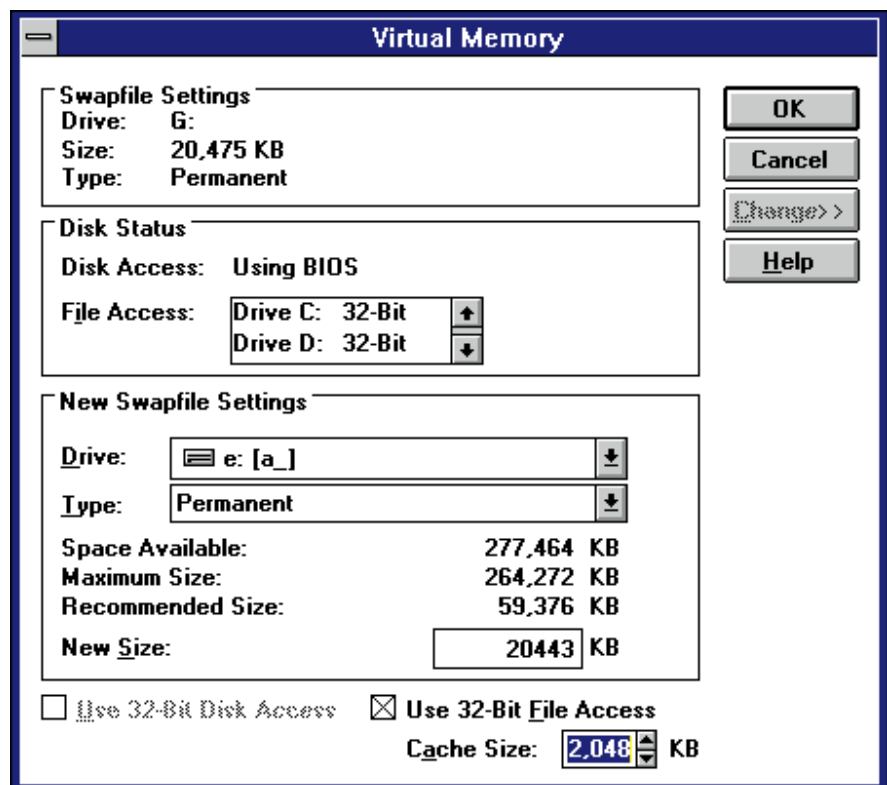 Virtual Memory
Swapfile Settings
Drive: G:
Size: 20,475 KB
Type: Permanent
OK
Cancel
Change>>
Help
Disk Status
Disk Access: Using BIOS
File Access: Drive C: 32-Bit
Drive D: 32-Bit
New Swapfile Settings
Drive: e: [a_]
Type: Permanent
Space Available: 277,464 KB
Maximum Size: 264,272 KB
Recommended Size: 59,376 KB
New Size: 20443 KB
Use 32-Bit Disk Access Use 32-Bit File Access
Cache Size: 2,048 KB